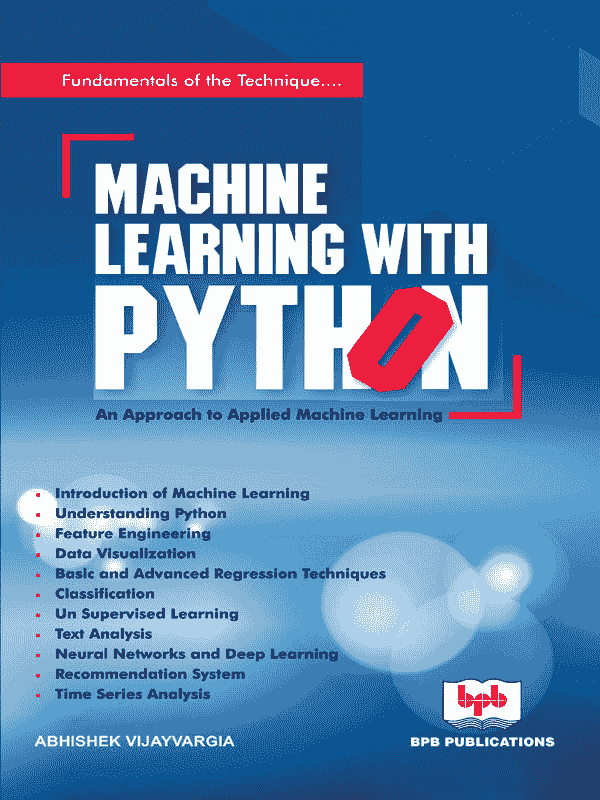 Fundamentals of the Technique....
MACHINE
LEARNING WITH
PYTHON
An Approach to Applied Machine Learning
Introduction of Machine Learning
Understanding Python
Feature Engineering
Data Visualization
Basic and Advanced Regression Techniques
Classification
Un Supervised Learning
Text Analysis
Neural Networks and Deep Learning
Recommendation System
Time Series Analysis
bpb
ABHISHEK VIJAYVARGIA
BPB PUBLICATIONS